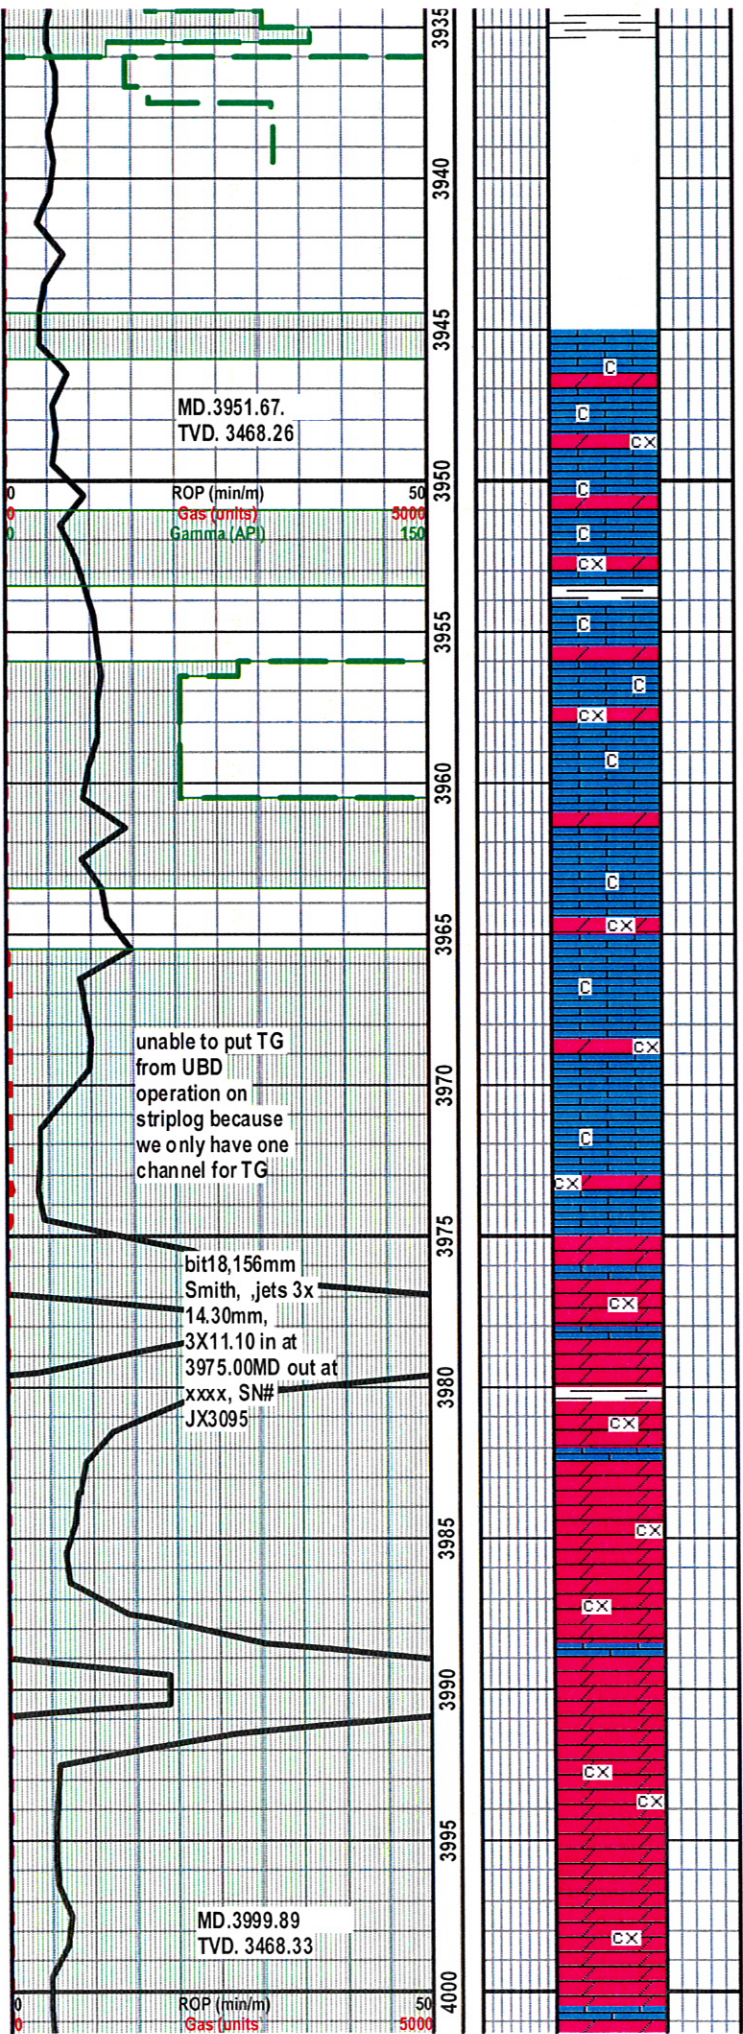 3935
3940
3945
C
C
MD.3951.67.
TVD. 3468.26
CX
3950
C
0 ROP (min/m) 50
0 Gas (units) 5000
0 Gamma (API) 150
C
CX
3955
C
C
CX
C
3960
C
CX
3965
C
unable to put TG
from UBD
operation on
striplog because
we only have one
channel for TG
CX
3970
C
CX
3975
bit18,156mm
Smith, ,jets 3x
14.30mm,
3X11.10 in at
3975.00MD out at
xxxx, SN#
JX3095
CX
3980
CX
CX
3985
CX
3990
CX
CX
3995
MD.3999.89
TVD. 3468.33
CX
4000
0 ROP (min/m) 50
0 Gas (units 5000